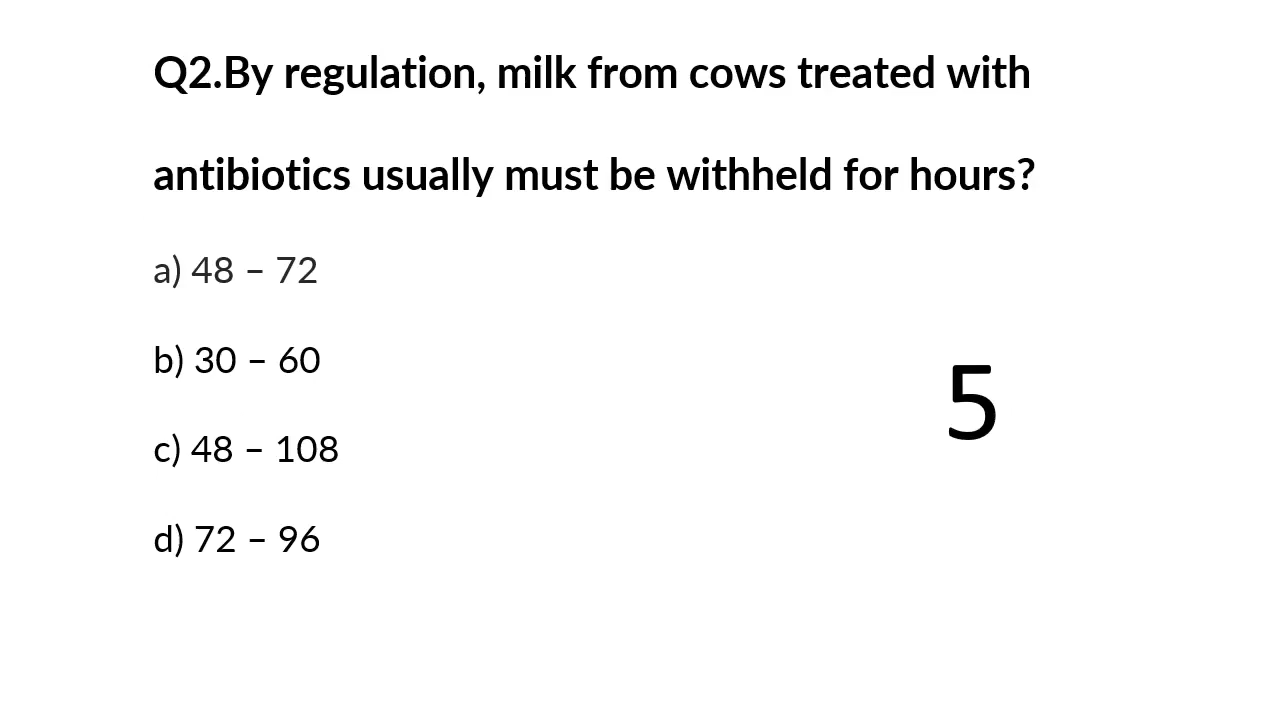 Q2.By regulation, milk from cows treated with
antibiotics usually must be withheld for hours?
a) 48 – 72
b) 30 – 60
c) 48 – 108
d) 72 – 96
5